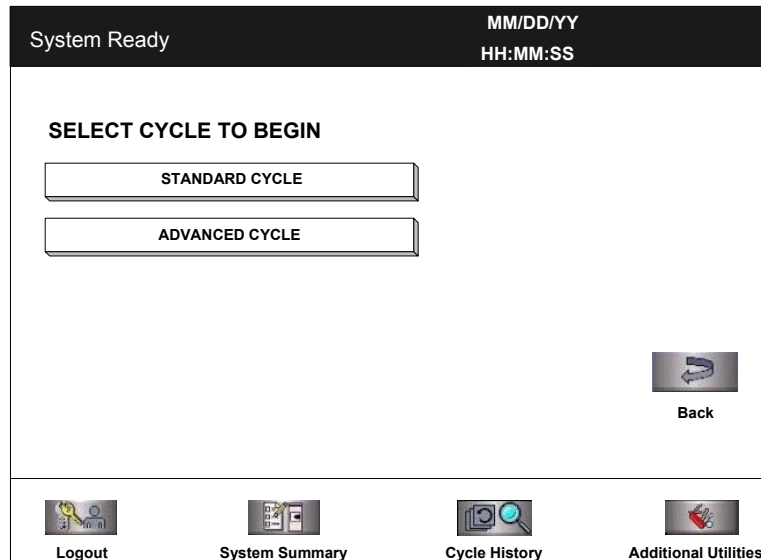 System Ready
MM/DD/YY
HH:MM:SS
SELECT CYCLE TO BEGIN
STANDARD CYCLE
ADVANCED CYCLE
Back
Logout
System Summary
Cycle History
Additional Utilities